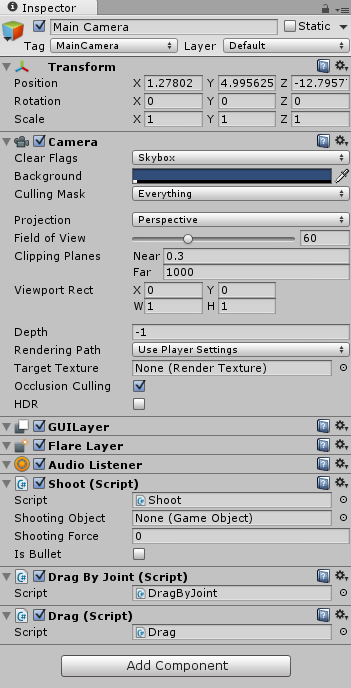 Inspector
Main Camera Static
Tag MainCamera Layer Default
Transform
Position X 1.27802 Y 4.995625 Z -12.7957
Rotation X 0 Y 0 Z 0
Scale X 1 Y 1 Z 1
Camera
Clear Flags Skybox
Background
Culling Mask Everything
Projection Perspective
Field of View 60
Clipping Planes Near 0.3
Far 1000
Viewport Rect X 0 Y 0
W 1 H 1
Depth -1
Rendering Path Use Player Settings
Target Texture None (Render Texture)
Occlusion Culling
HDR
GUILayer
Flare Layer
Audio Listener
Shoot (Script)
Script Shoot
Shooting Object None (Game Object)
Shooting Force 0
Is Bullet
Drag By Joint (Script)
Script DragByJoint
Drag (Script)
Script Drag
Add Component